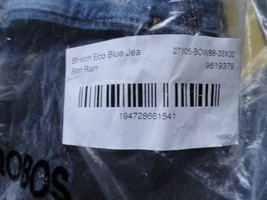 Stretch Eco Blue Jea 27105-BOW88-33X32
Slim Rain 9619379
194728661541